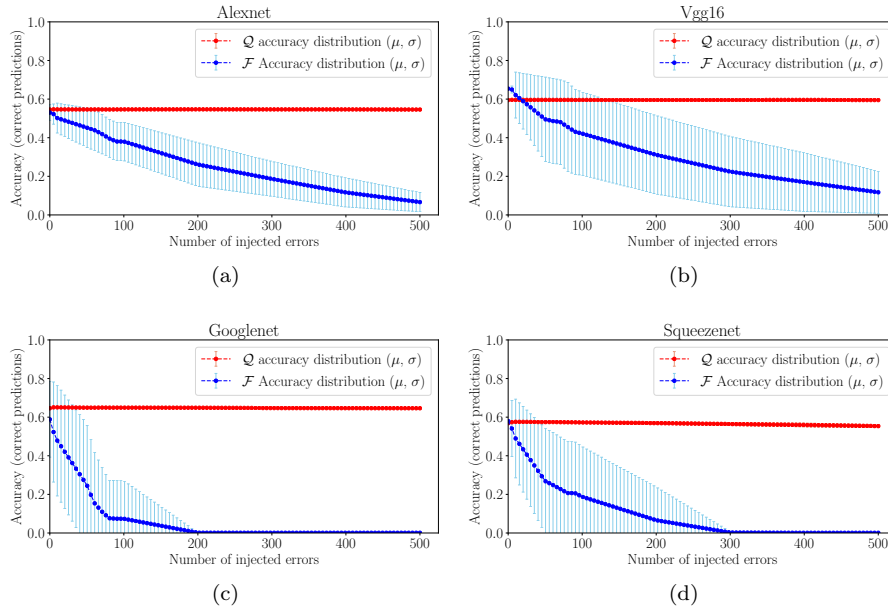 Alexnet
1.0
0.8
0.6
0.4
0.2
0.0
Accuracy (correct predictions)
𝒬 accuracy distribution (μ, σ)
ℱ Accuracy distribution (μ, σ)
0 100 200 300 400 500
Number of injected errors
(a)
Vgg16
1.0
0.8
0.6
0.4
0.2
0.0
Accuracy (correct predictions)
𝒬 accuracy distribution (μ, σ)
ℱ Accuracy distribution (μ, σ)
0 100 200 300 400 500
Number of injected errors
(b)
Googlenet
1.0
0.8
0.6
0.4
0.2
0.0
Accuracy (correct predictions)
𝒬 accuracy distribution (μ, σ)
ℱ Accuracy distribution (μ, σ)
0 100 200 300 400 500
Number of injected errors
(c)
Squeezenet
1.0
0.8
0.6
0.4
0.2
0.0
Accuracy (correct predictions)
𝒬 accuracy distribution (μ, σ)
ℱ Accuracy distribution (μ, σ)
0 100 200 300 400 500
Number of injected errors
(d)